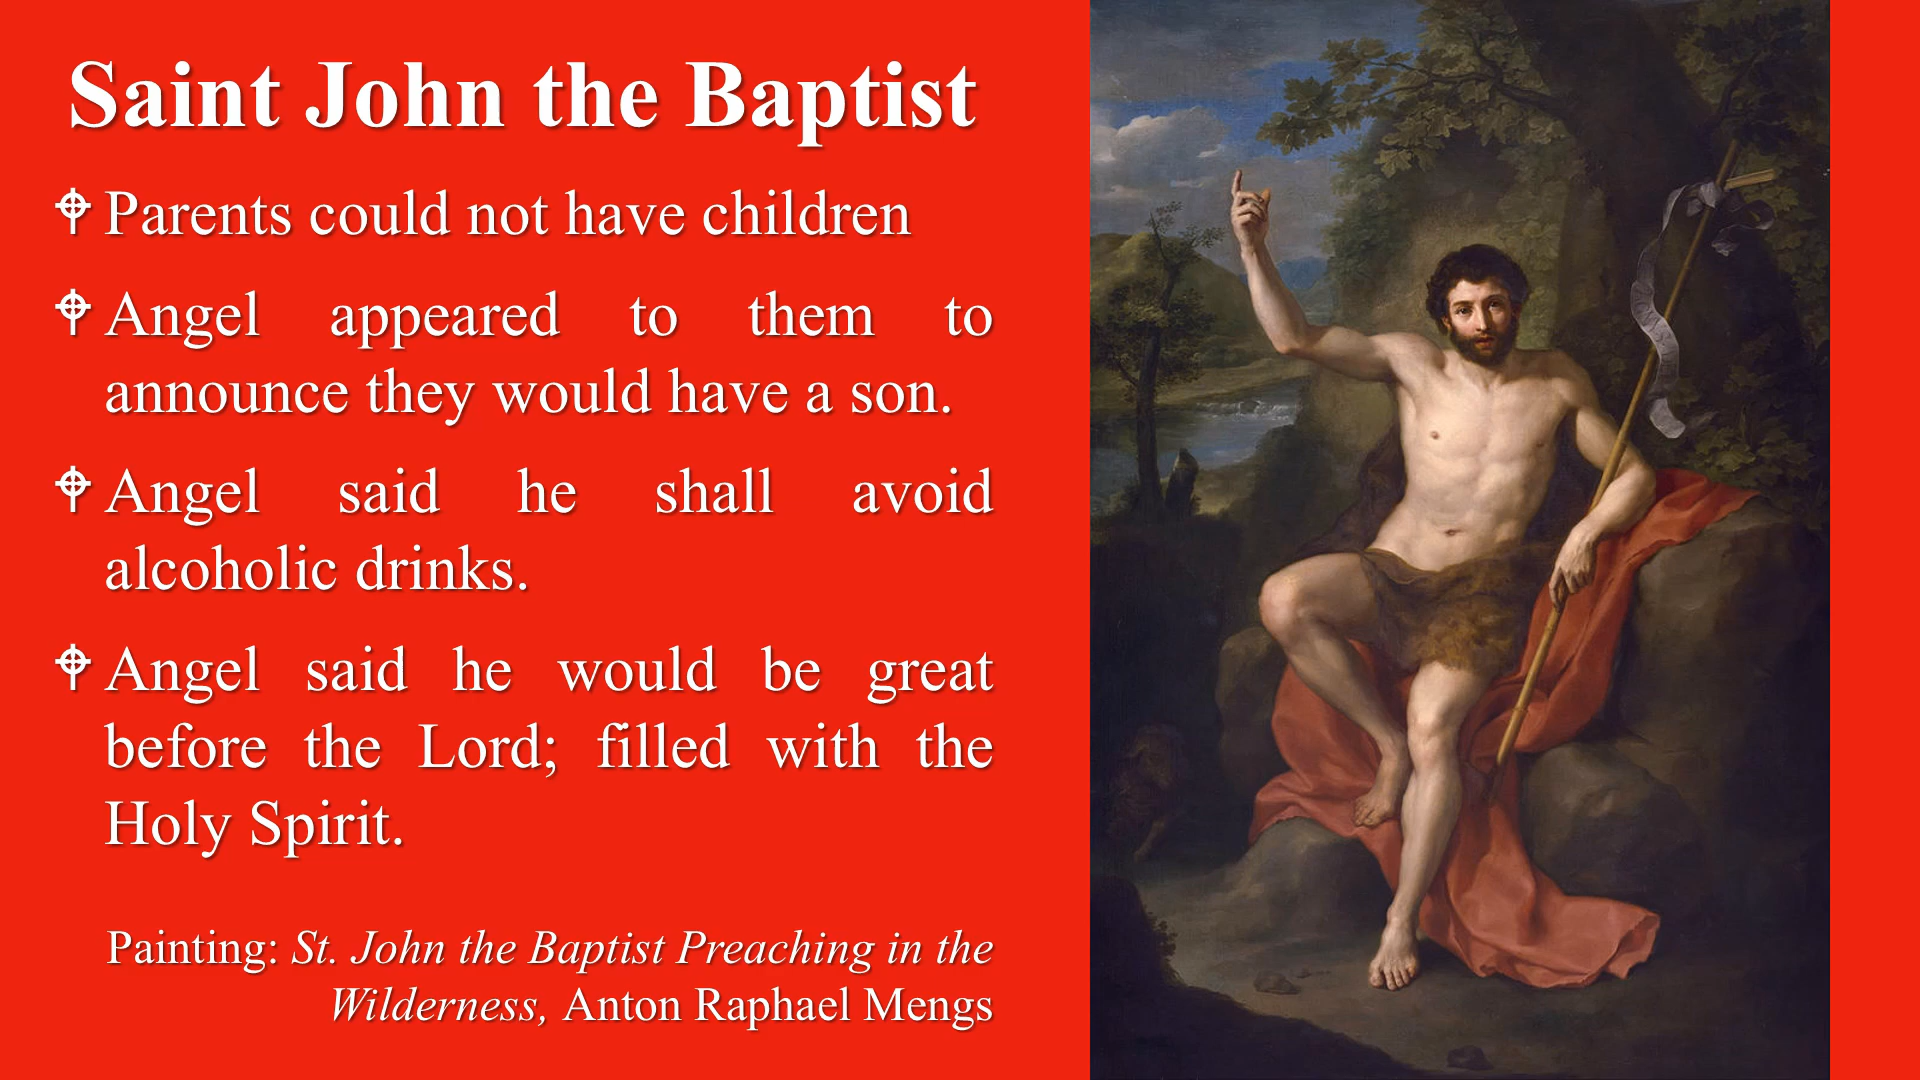 Saint John the Baptist
Parents could not have children
Angel appeared to them to
announce they would have a son.
Angel said he shall avoid
alcoholic drinks.
Angel said he would be great
before the Lord; filled with the
Holy Spirit.
Painting: St. John the Baptist Preaching in the
Wilderness, Anton Raphael Mengs